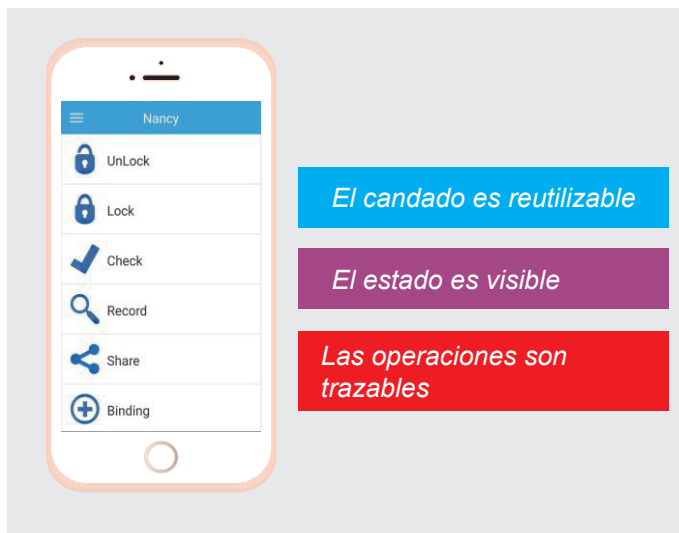 Nancy
UnLock
Lock
Check
Record
Share
Binding
El candado es reutilizable
El estado es visible
Las operaciones son
trazables